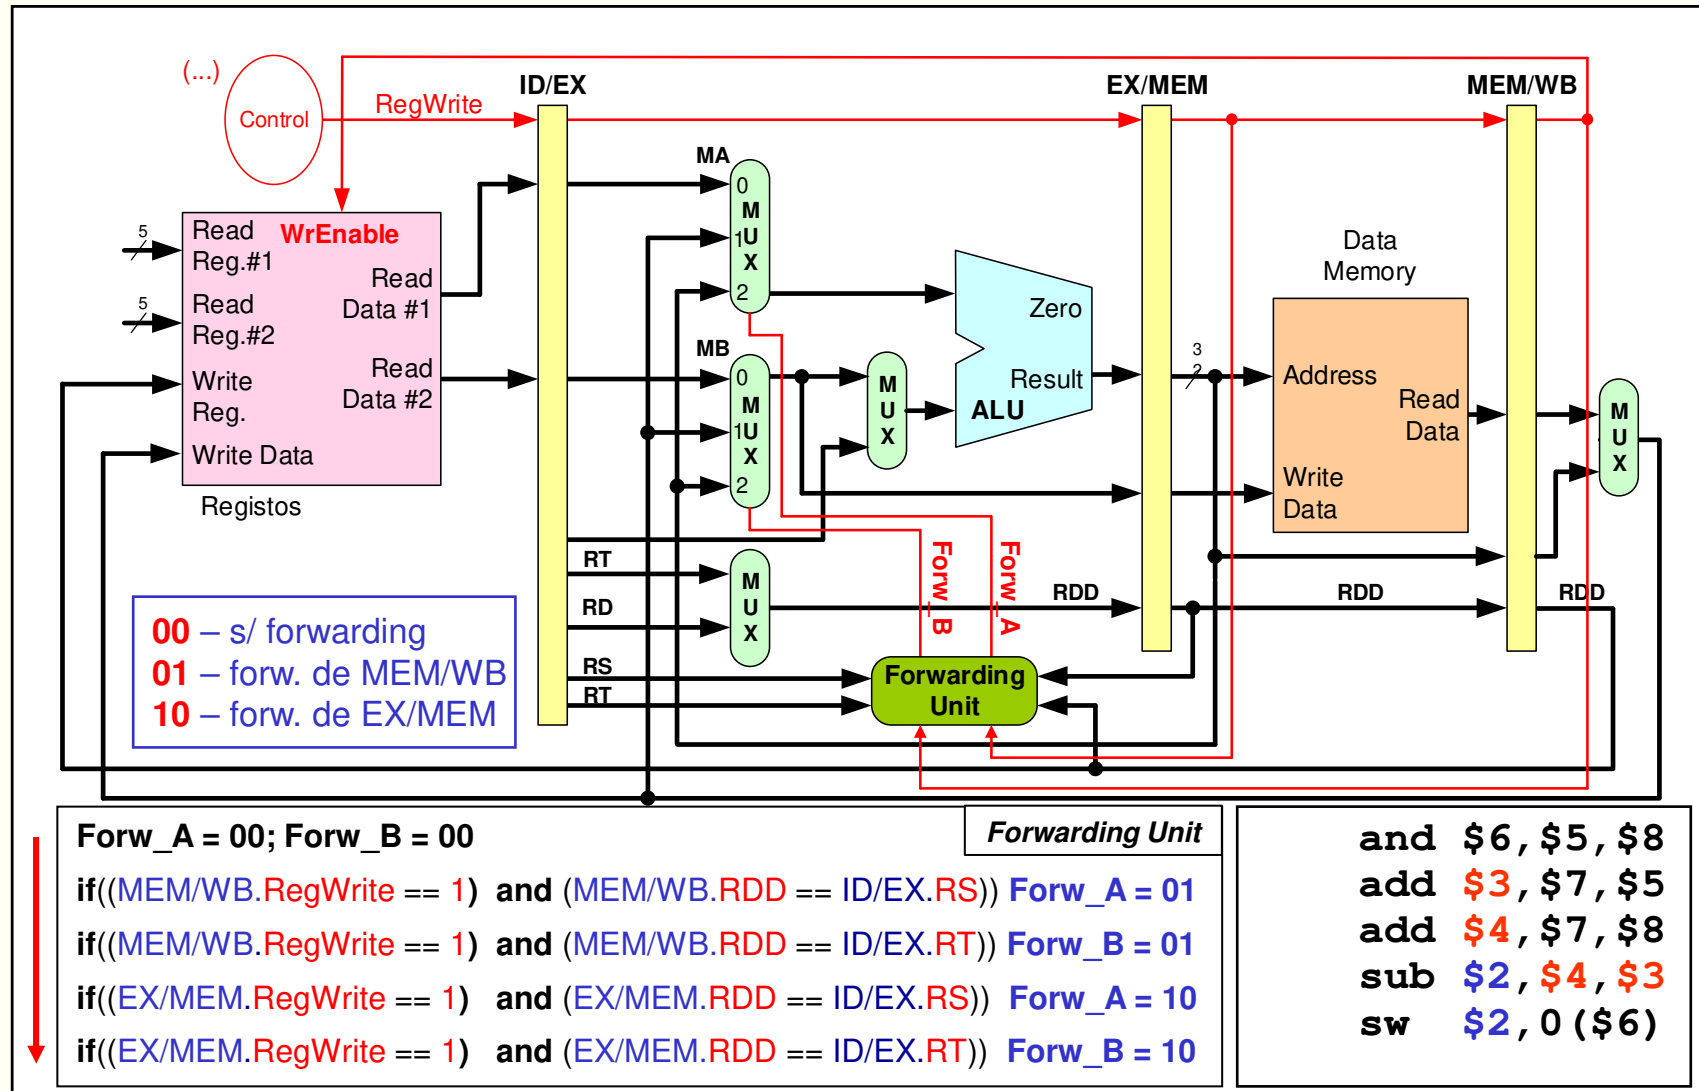 (...)
Control
RegWrite
ID/EX
EX/MEM
MEM/WB
MA
0
M
1U
X
2
5
Read
Reg.#1
WrEnable
Read
Data #1
5
Read
Reg.#2
Write
Reg.
Read
Data #2
Write Data
Registos
MB
0
M
1U
X
2
M
U
X
Zero
Result
ALU
3
2
Data
Memory
Address
Read
Data
Write
Data
M
U
X
RT
RD
M
U
X
Forw_B
Forw_A
RDD
RDD
RDD
RS
RT
Forwarding
Unit
00 – s/ forwarding
01 – forw. de MEM/WB
10 – forw. de EX/MEM
Forw_A = 00; Forw_B = 00
Forwarding Unit
if((MEM/WB.RegWrite == 1) and (MEM/WB.RDD == ID/EX.RS)) Forw_A = 01
if((MEM/WB.RegWrite == 1) and (MEM/WB.RDD == ID/EX.RT)) Forw_B = 01
if((EX/MEM.RegWrite == 1) and (EX/MEM.RDD == ID/EX.RS)) Forw_A = 10
if((EX/MEM.RegWrite == 1) and (EX/MEM.RDD == ID/EX.RT)) Forw_B = 10
and $6,$5,$8
add $3,$7,$5
add $4,$7,$8
sub $2,$4,$3
sw $2,0($6)